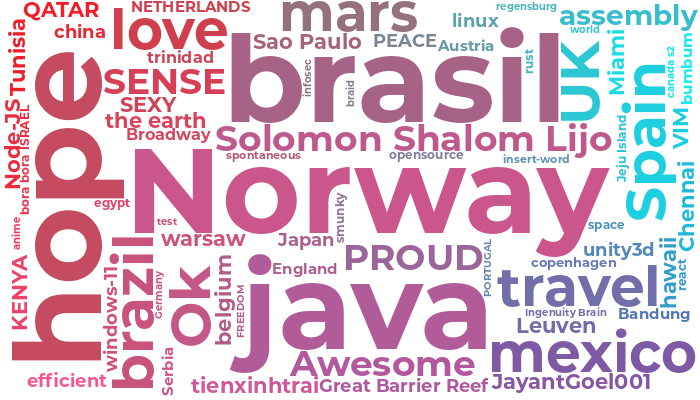 QATAR
NETHERLANDS
mars
regensburg
china
love
linux
assembly
Tunisia
trinidad
Sao Paulo
PEACE
Austria
world
brasil
UK
Miami
canada s2
bumbum
hope
SENSE
infosec
braid
rust
Node-JS
SEXY
the earth
Broadway
Solomon Shalom Lijo
Jeju Island
Spain
VIM
ISRAEL
bora bora
spontaneous
opensource
insert-word
Norway
Chennai
egypt
test
smunky
space
anime
warsaw
Japan
PROUD
PORTUGAL
unity3d
hawaii
react
KENYA
windows-11
brazil
Germany
Ok
belgium
FREEDOM
England
java
copenhagen
travel
Ingenuity Brain
Bandung
Leuven
mexico
Serbia
Awesome
efficient
tienxinhtrai
Great Barrier Reef
JayantGoel001